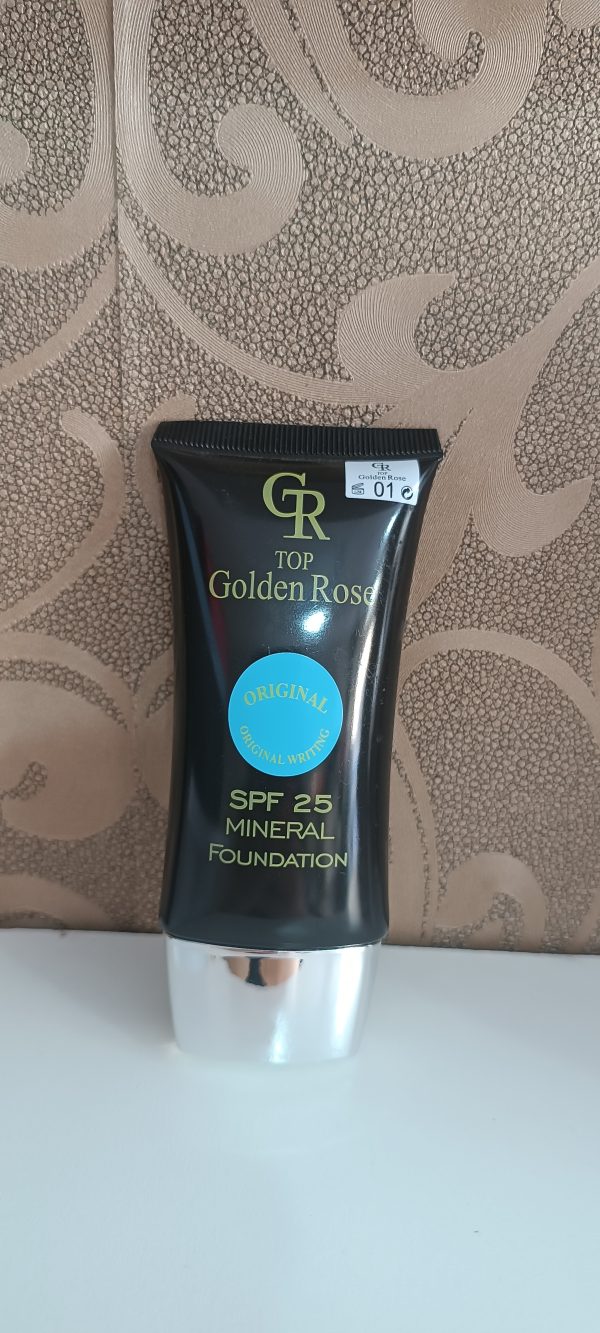 GR
TOP
Golden Rose
GR
TOP
Golden Rose
01
ORIGINAL
ORIGINAL WRITING
SPF 25
MINERAL
FOUNDATION